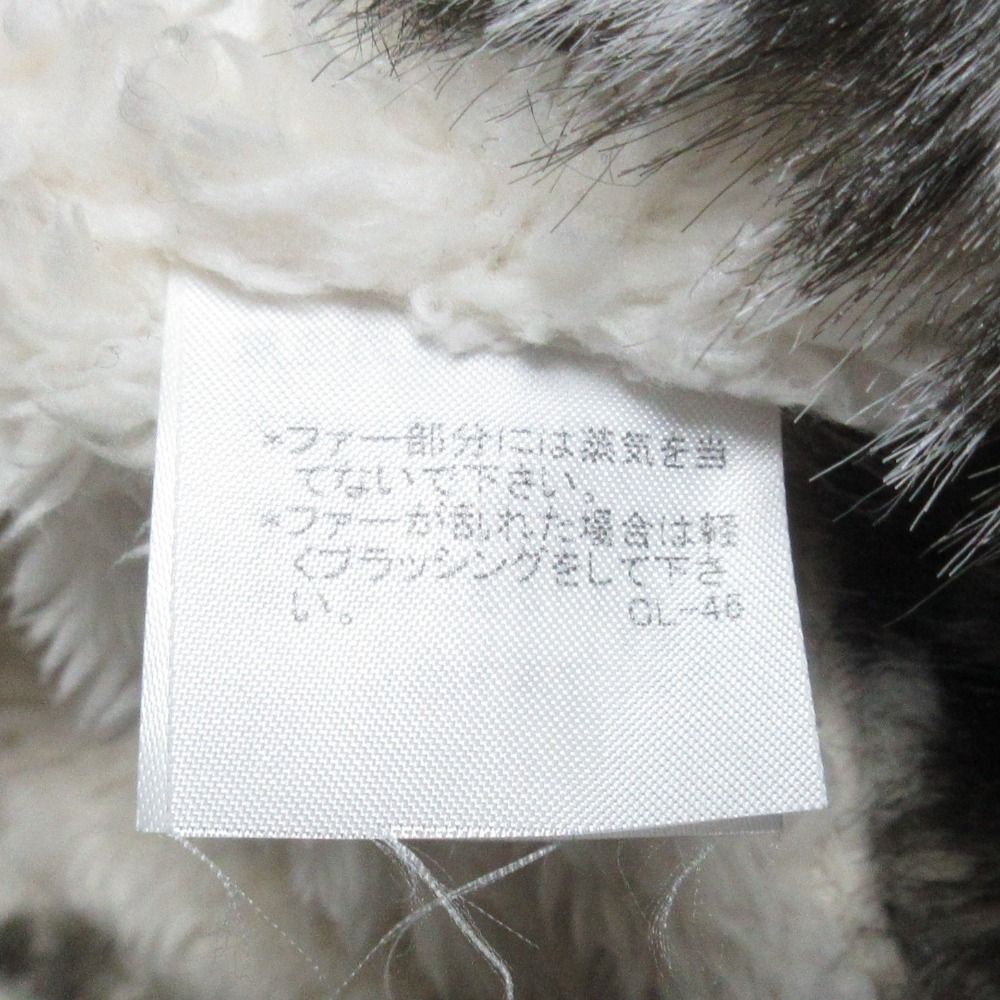 *ファー部分には蒸気を当
てないで下さい。
*ファーが乱れた場合は軽
くブラッシングをして下さ
い。 QL-46